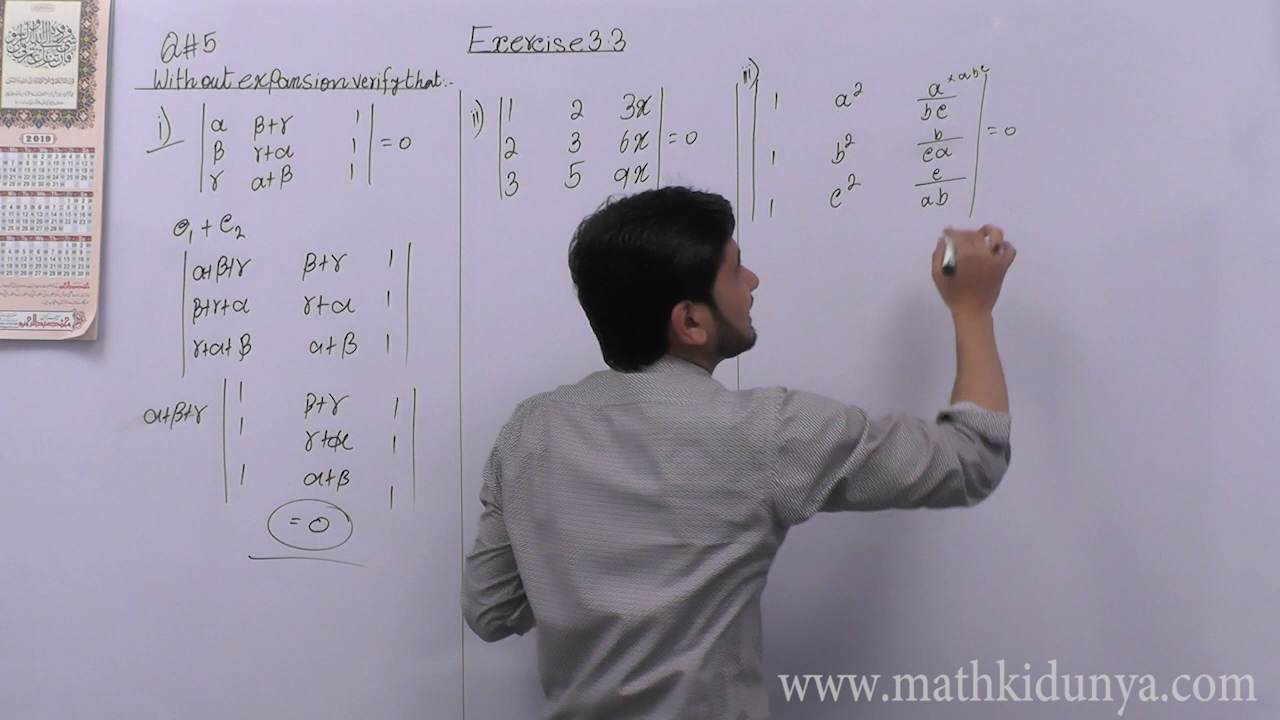 Exercise 3.3
Q#5
Without expansion verify that:-
i)
α β+γ 1
β γ+α 1 = 0
γ α+β 1
C₁ + C₂
α+β+γ β+γ 1
β+γ+α γ+α 1
γ+α+β α+β 1
α+β+γ
1 β+γ 1
1 γ+α 1
1 α+β 1
= 0
ii)
1 2 3x
2 3 6x = 0
3 5 9x
iii)
1 a² a/bc ×abc
1 b² b/ca = 0
1 c² c/ab
2019
www.mathkidunya.com